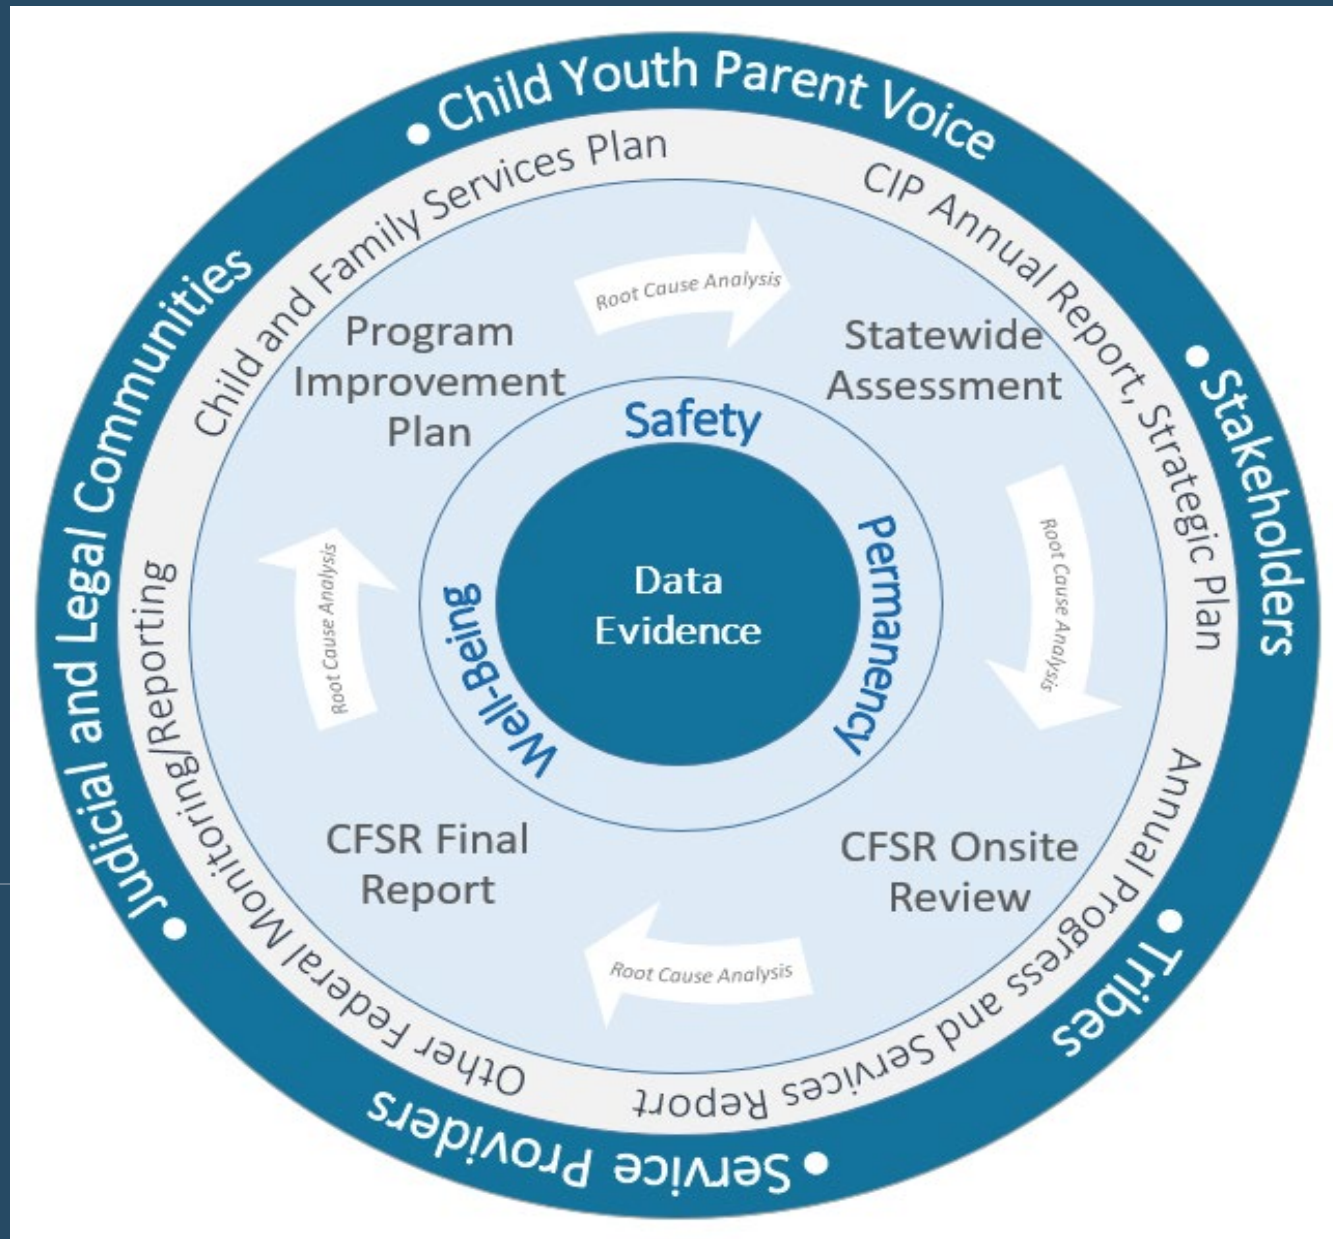 • Child Youth Parent Voice
• Stakeholders
• Tribes
• Service Providers
• Judicial and Legal Communities
Child and Family Services Plan
CIP Annual Report, Strategic Plan
Annual Progress and Services Report
Other Federal Monitoring/Reporting
Program
Improvement
Plan
Root Cause Analysis
Statewide
Assessment
Root Cause Analysis
CFSR Onsite
Review
Root Cause Analysis
CFSR Final
Report
Root Cause Analysis
Safety
Permanency
Well-Being
Data
Evidence